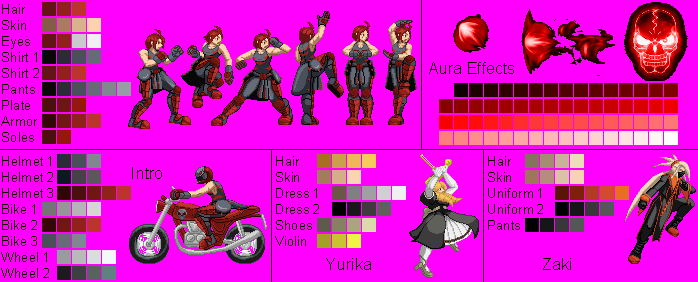 Hair
Skin
Eyes
Shirt 1
Shirt 2
Pants
Plate
Armor
Soles
Aura Effects
Helmet 1
Helmet 2
Helmet 3
Bike 1
Bike 2
Bike 3
Wheel 1
Wheel 2
Intro
Hair
Skin
Dress 1
Dress 2
Shoes
Violin
Yurika
Hair
Skin
Uniform 1
Uniform 2
Pants
Zaki